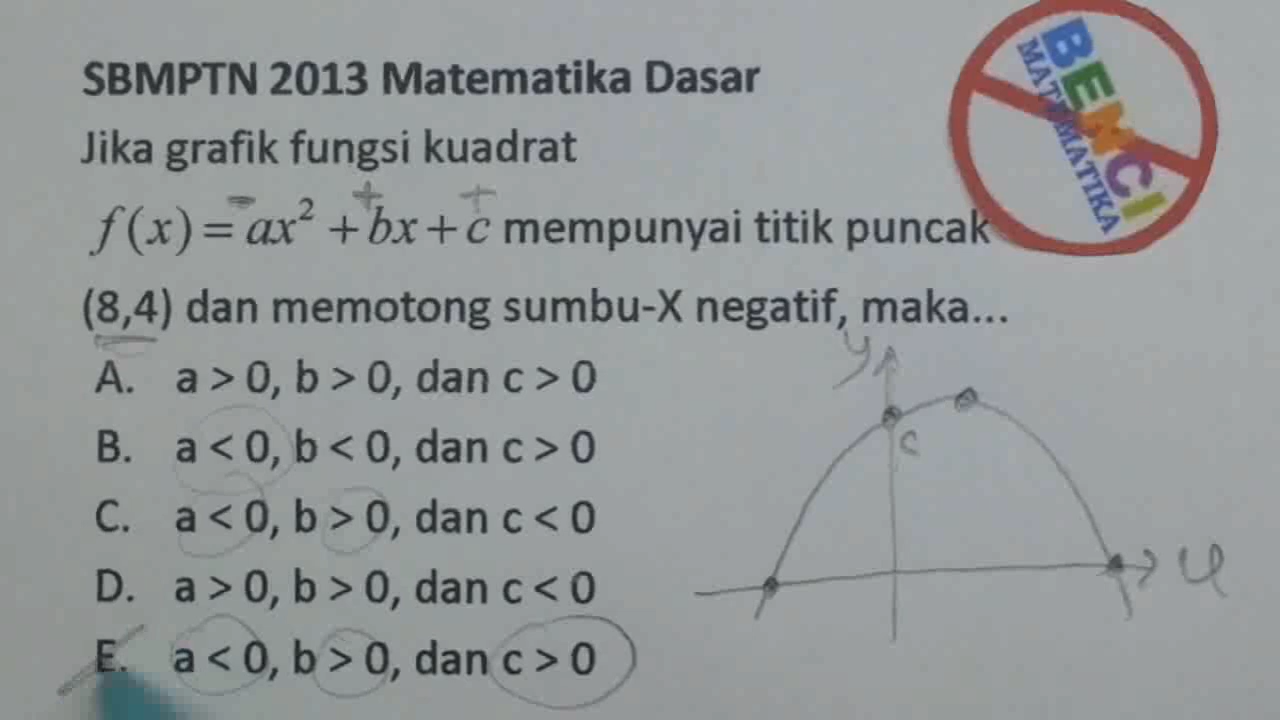 BENCI
MATEMATIKA
SBMPTN 2013 Matematika Dasar
Jika grafik fungsi kuadrat
- + +
f(x) = ax² + bx + c mempunyai titik puncak
(8,4) dan memotong sumbu-X negatif, maka...
A. a > 0, b > 0, dan c > 0
B. a < 0, b < 0, dan c > 0
C. a < 0, b > 0, dan c < 0
D. a > 0, b > 0, dan c < 0
E. a < 0, b > 0, dan c > 0
y
c